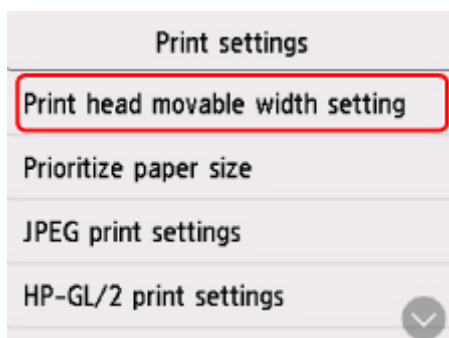 Print settings
Print head movable width setting
Prioritize paper size
JPEG print settings
HP-GL/2 print settings